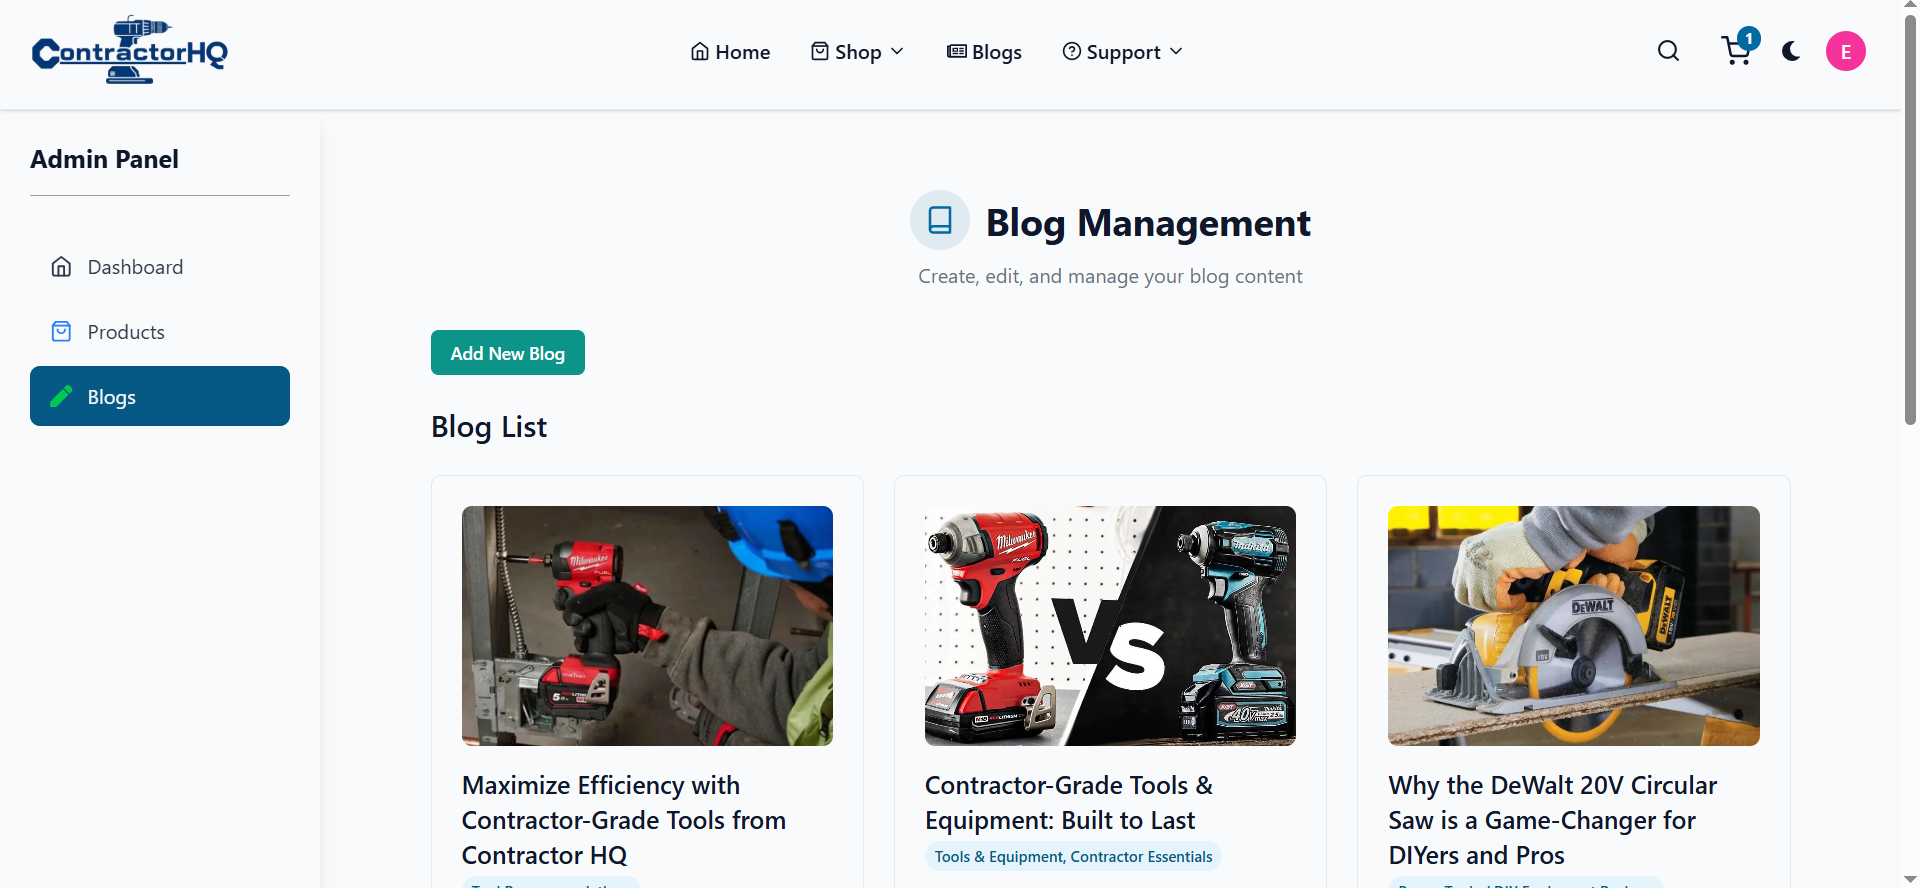 ContractorHQ
Home
Shop
Blogs
Support
1
E
Admin Panel
Dashboard
Products
Blogs
Blog Management
Create, edit, and manage your blog content
Add New Blog
Blog List
Milwaukee
Milwaukee
VS
makita
40V
DEWALT
DEWALT
Maximize Efficiency with
Contractor-Grade Tools from
Contractor HQ
Contractor-Grade Tools &
Equipment: Built to Last
Tools & Equipment, Contractor Essentials
Why the DeWalt 20V Circular
Saw is a Game-Changer for
DIYers and Pros